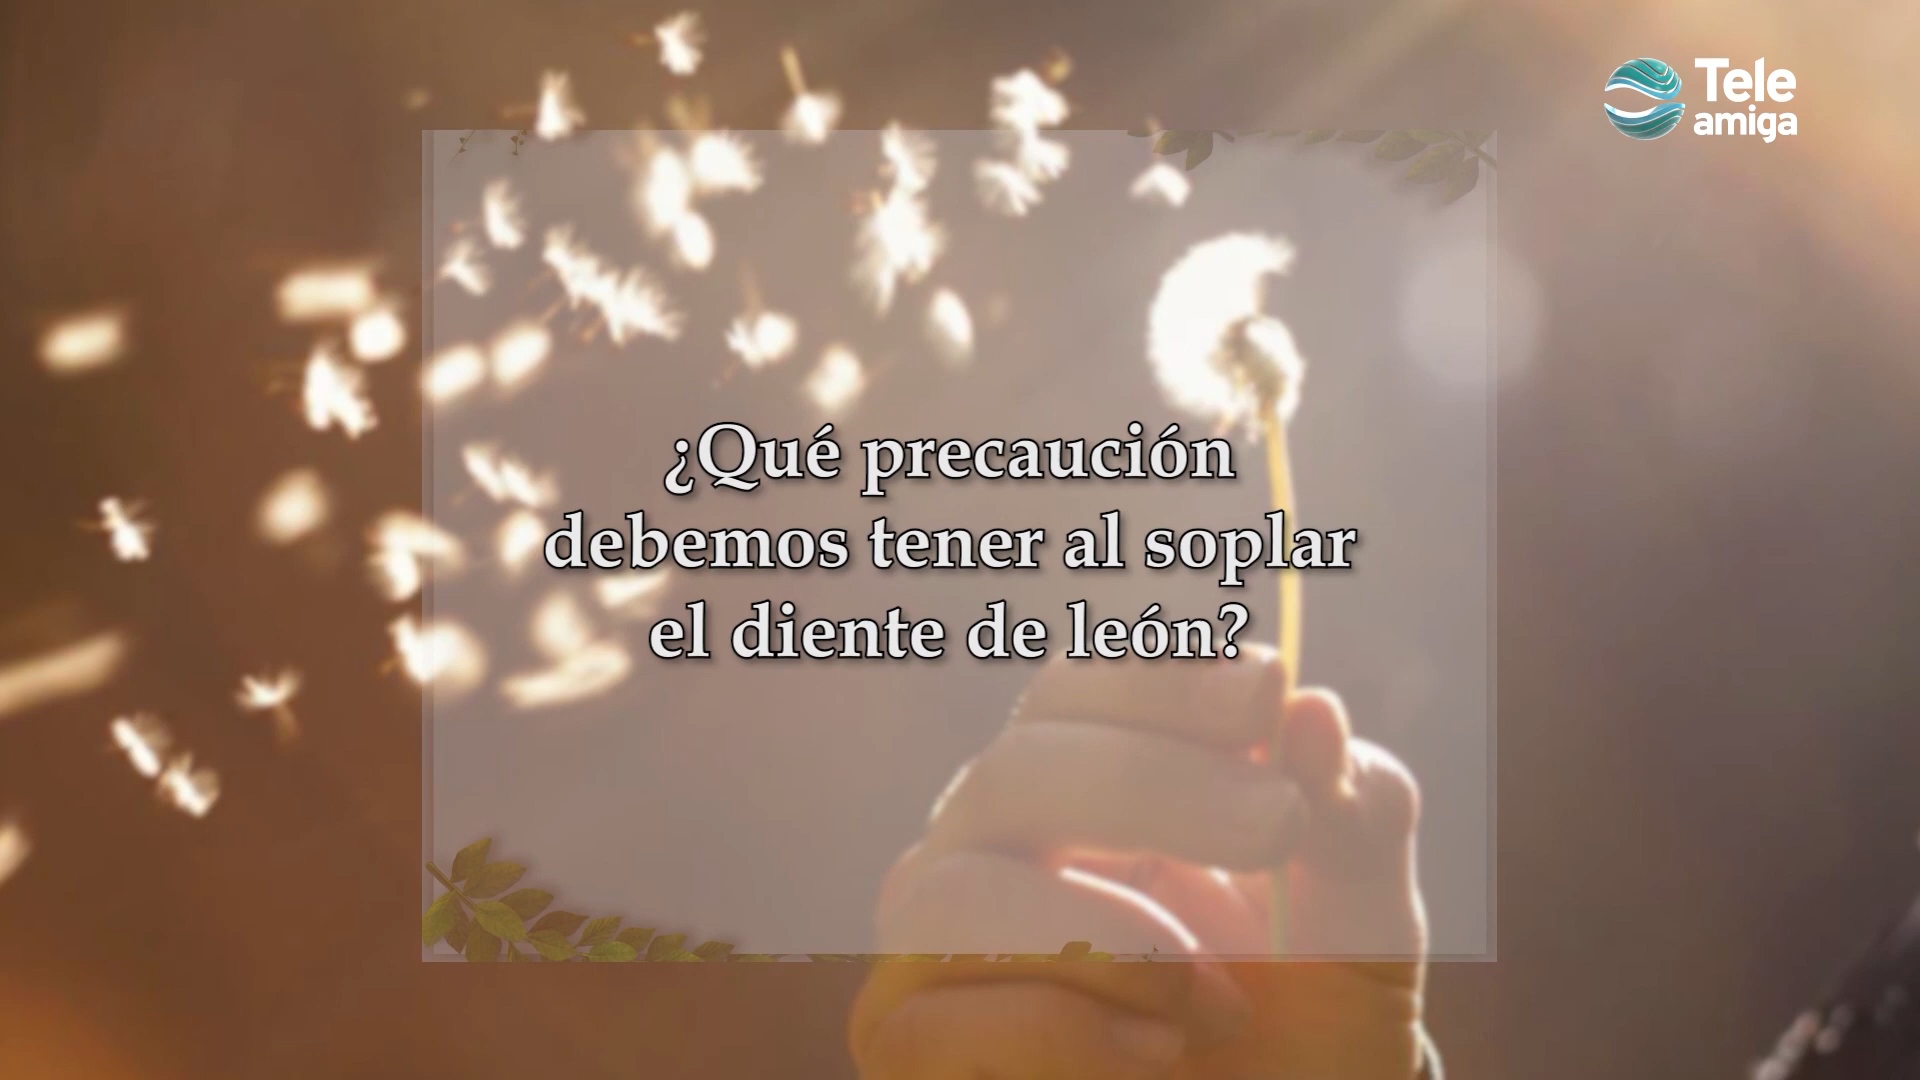 Tele
amiga
¿Qué precaución
debemos tener al soplar
el diente de león?